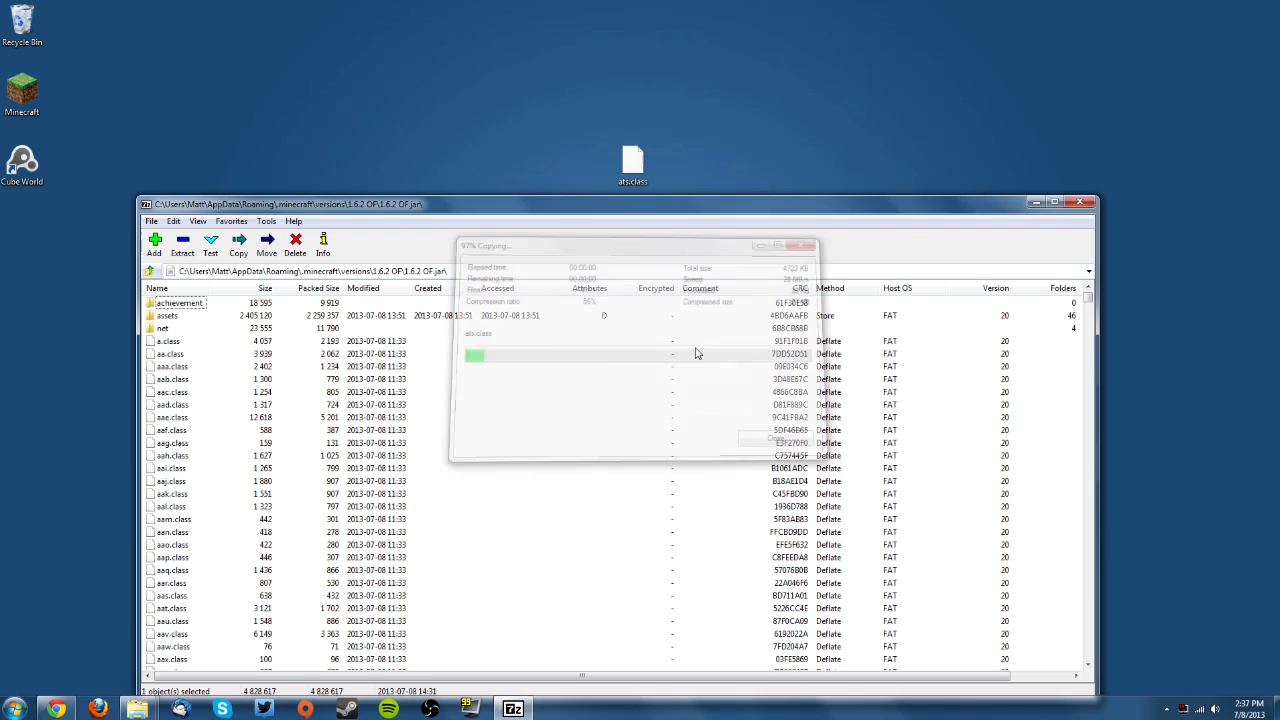 Recycle Bin
Minecraft
Cube World
ats.class
C:\Users\Matt\AppData\Roaming\.minecraft\versions\1.6.2 OF\1.6.2 OF.jar\
File Edit View Favorites Tools Help
Add Extract Test Copy Move Delete Info
C:\Users\Matt\AppData\Roaming\.minecraft\versions\1.6.2 OF\1.6.2 OF.jar\
97% Copying...
Elapsed time: 00:00:00 Total size: 4722 KB
Remaining time: 00:00:00 Speed: 28 MB/s
Files:
Compression ratio: 56% Compressed size:
Name Size Packed Size Modified Created Accessed Attributes Encrypted Comment CRC Method Host OS Version Folders
achievement 18 595 9 919 61F30E58 0
assets 2 405 120 2 259 357 2013-07-08 13:51 2013-07-08 13:51 2013-07-08 13:51 D - 4BD6AAFB Store FAT 20 46
net 23 555 11 790 6B8CB68B 4
a.class 4 057 2 193 2013-07-08 11:33 - 91F1F01B Deflate FAT 20
aa.class 3 939 2 062 2013-07-08 11:33 - 7DD52D51 Deflate FAT 20
aaa.class 2 402 1 234 2013-07-08 11:33 - 09E034C6 Deflate FAT 20
aab.class 1 300 779 2013-07-08 11:33 - 3D48E67C Deflate FAT 20
aac.class 1 254 805 2013-07-08 11:33 - 4866C8BA Deflate FAT 20
aad.class 1 317 724 2013-07-08 11:33 - D81F889C Deflate FAT 20
aae.class 12 618 5 201 2013-07-08 11:33 - 9C41FBA2 Deflate FAT 20
aaf.class 588 387 2013-07-08 11:33 - 5DF46B65 Deflate FAT 20
aag.class 159 131 2013-07-08 11:33 - E3F270F0 Deflate FAT 20
aah.class 1 627 1 025 2013-07-08 11:33 - C757445F Deflate FAT 20
aai.class 1 265 793 2013-07-08 11:33 - B1061ADC Deflate FAT 20
aaj.class 1 880 907 2013-07-08 11:33 - B18AE1D4 Deflate FAT 20
aak.class 1 551 907 2013-07-08 11:33 - C45FBD90 Deflate FAT 20
aal.class 1 323 797 2013-07-08 11:33 - 1936D788 Deflate FAT 20
aam.class 442 301 2013-07-08 11:33 - 5F83AB83 Deflate FAT 20
aan.class 418 278 2013-07-08 11:33 - FFCBD9DD Deflate FAT 20
aao.class 422 280 2013-07-08 11:33 - EFE5F632 Deflate FAT 20
aap.class 446 307 2013-07-08 11:33 - C8FEEDA8 Deflate FAT 20
aaq.class 1 436 866 2013-07-08 11:33 - 57076B0B Deflate FAT 20
aar.class 807 530 2013-07-08 11:33 - 22A046F6 Deflate FAT 20
aas.class 638 432 2013-07-08 11:33 - BD711A01 Deflate FAT 20
aat.class 3 121 1 702 2013-07-08 11:33 - 5226CC4E Deflate FAT 20
aau.class 1 548 886 2013-07-08 11:33 - 87F0CA09 Deflate FAT 20
aav.class 6 149 3 363 2013-07-08 11:33 - 6192022A Deflate FAT 20
aaw.class 76 71 2013-07-08 11:33 - 7FD204A7 Deflate FAT 20
aax.class 100 96 2013-07-08 11:33 - 03FE5869 Deflate FAT 20
1 object(s) selected 4 828 617 4 828 617 2013-07-08 14:31
2:37 PM
7/8/2013